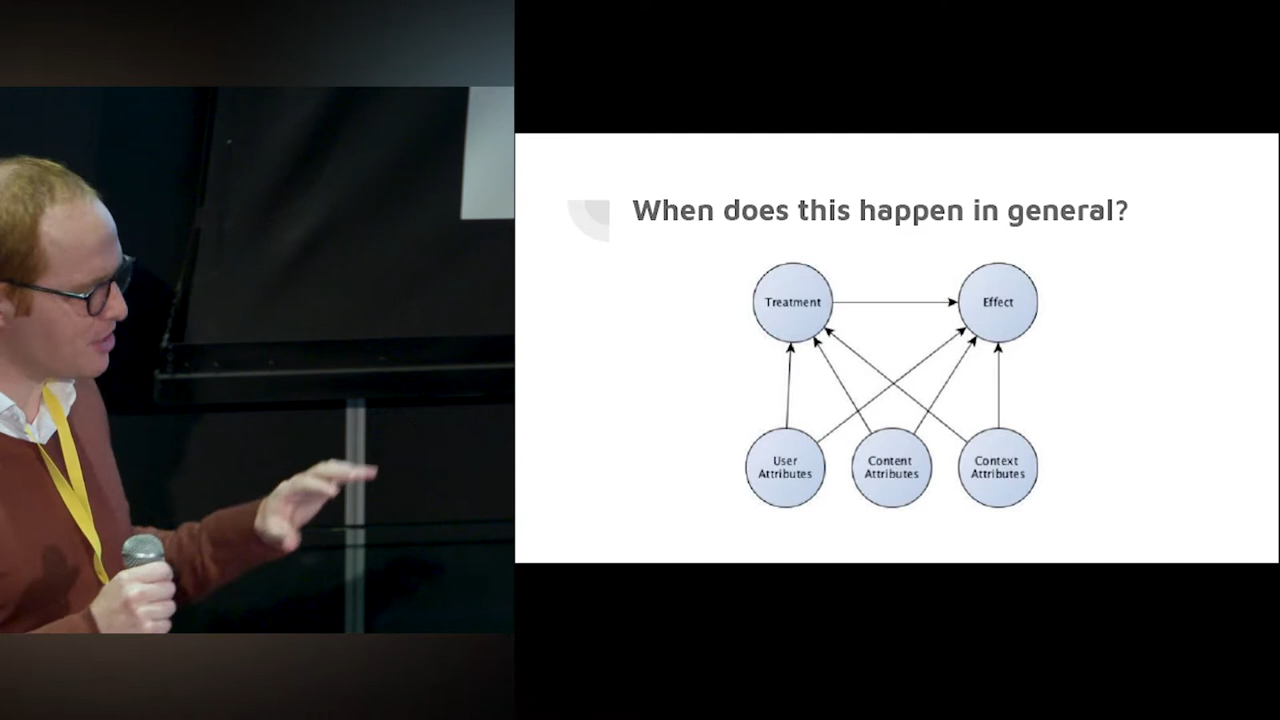 When does this happen in general?
Treatment
Effect
User
Attributes
Content
Attributes
Context
Attributes